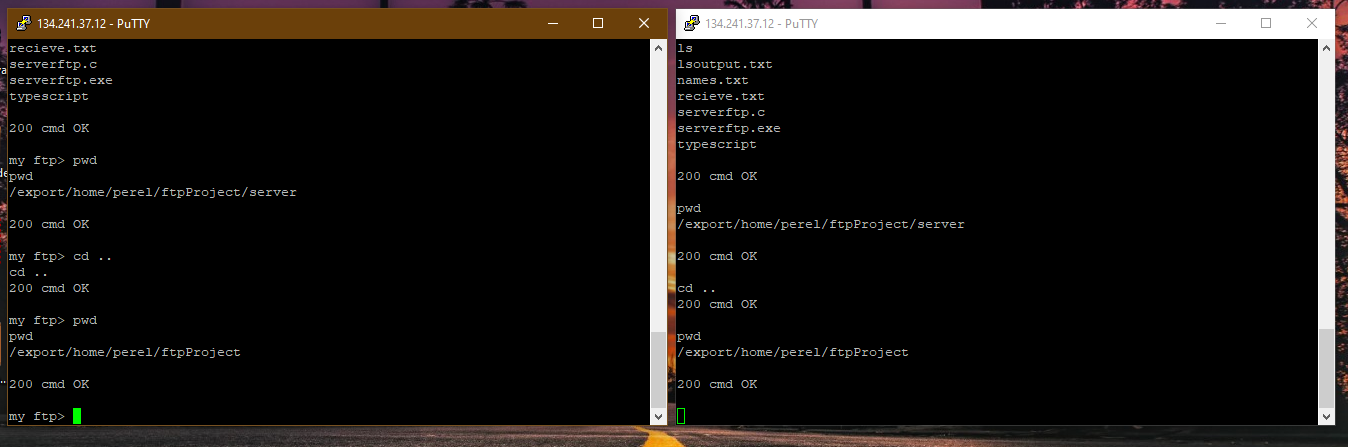 134.241.37.12 - PuTTY
recieve.txt
serverftp.c
serverftp.exe
typescript
200 cmd OK
my ftp> pwd
pwd
/export/home/perel/ftpProject/server
200 cmd OK
my ftp> cd ..
cd ..
200 cmd OK
my ftp> pwd
pwd
/export/home/perel/ftpProject
200 cmd OK
my ftp>
134.241.37.12 - PuTTY
ls
lsoutput.txt
names.txt
recieve.txt
serverftp.c
serverftp.exe
typescript
200 cmd OK
pwd
/export/home/perel/ftpProject/server
200 cmd OK
cd ..
200 cmd OK
pwd
/export/home/perel/ftpProject
200 cmd OK